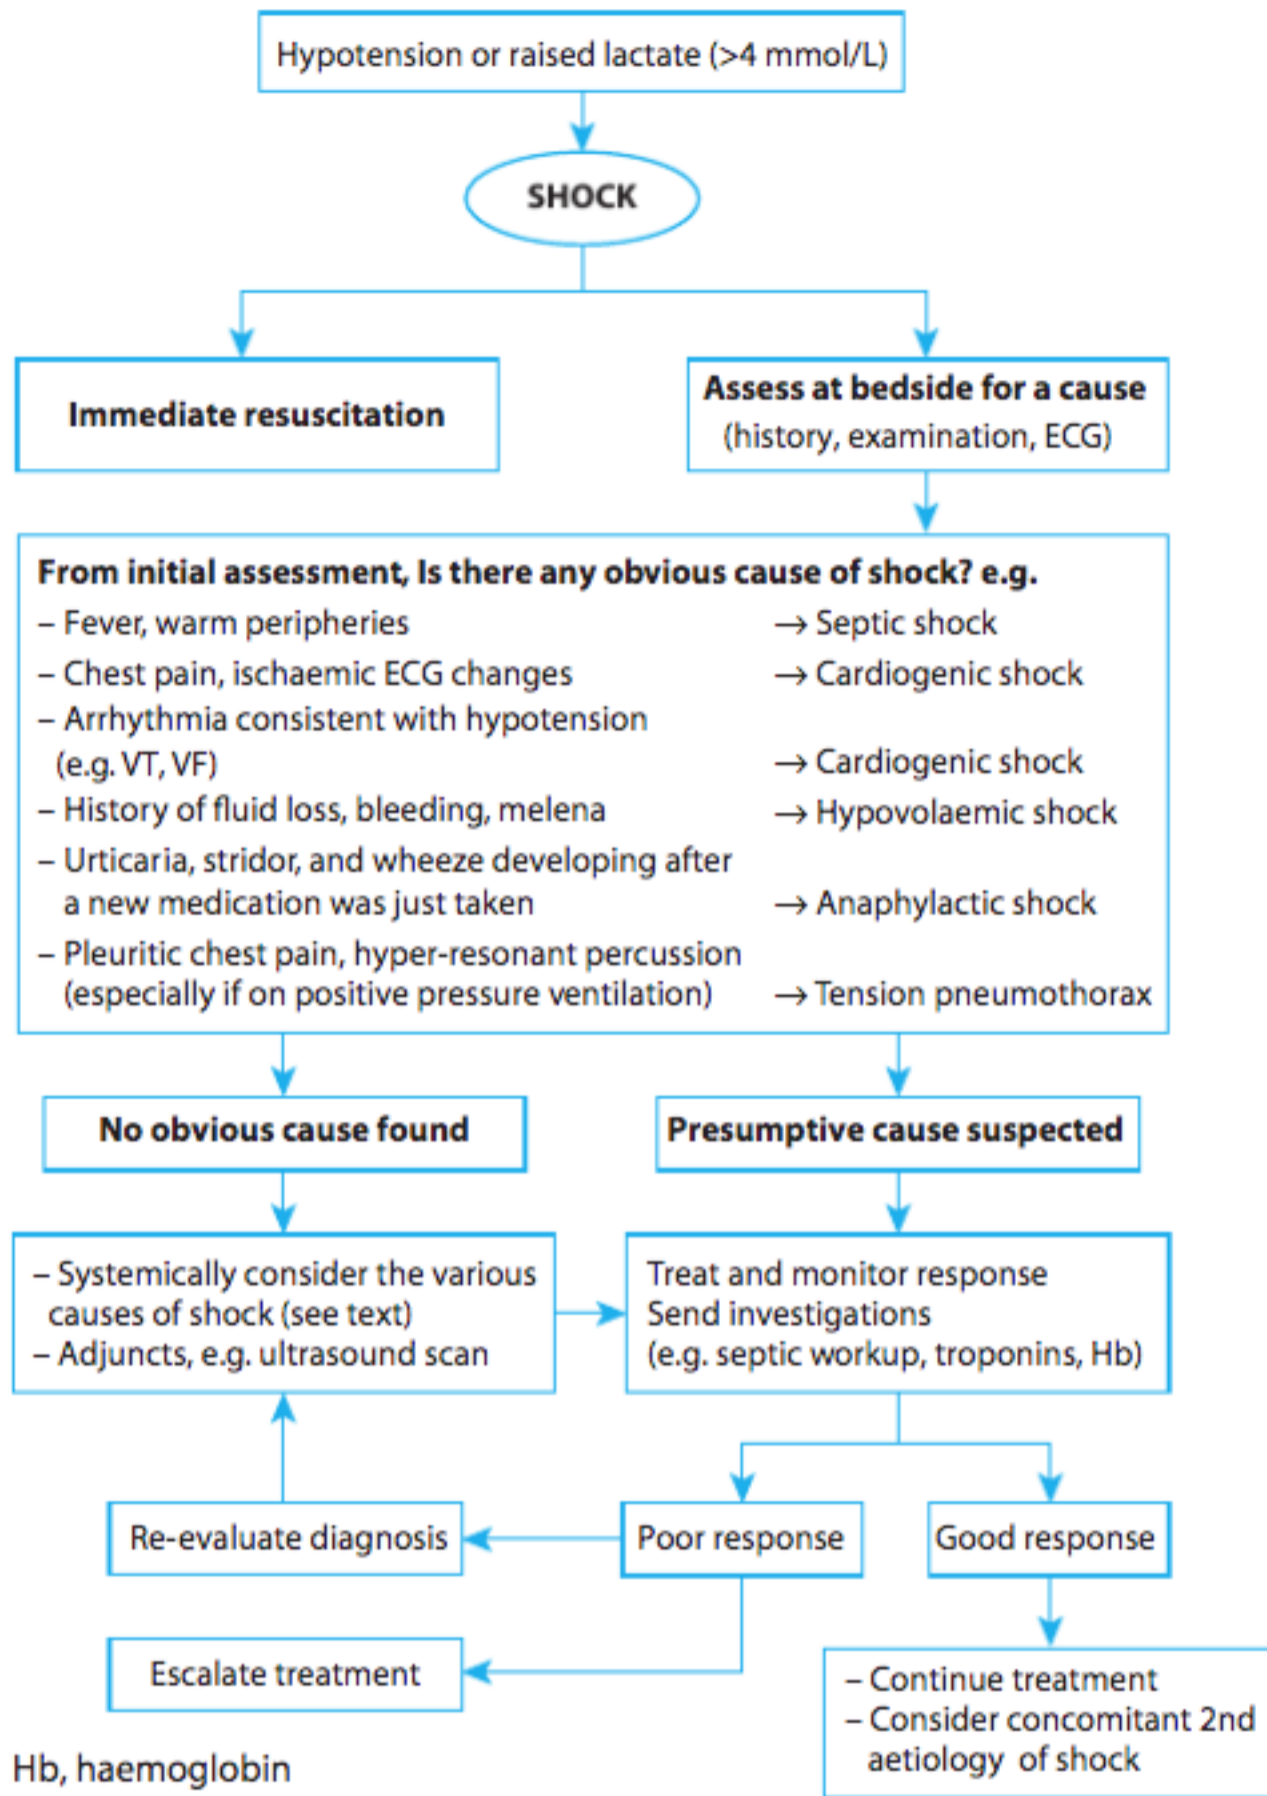 Hypotension or raised lactate (>4 mmol/L)
SHOCK
Immediate resuscitation
Assess at bedside for a cause
(history, examination, ECG)
From initial assessment, Is there any obvious cause of shock? e.g.
– Fever, warm peripheries → Septic shock
– Chest pain, ischaemic ECG changes → Cardiogenic shock
– Arrhythmia consistent with hypotension
(e.g. VT, VF) → Cardiogenic shock
– History of fluid loss, bleeding, melena → Hypovolaemic shock
– Urticaria, stridor, and wheeze developing after
a new medication was just taken → Anaphylactic shock
– Pleuritic chest pain, hyper-resonant percussion
(especially if on positive pressure ventilation) → Tension pneumothorax
No obvious cause found
Presumptive cause suspected
– Systemically consider the various
causes of shock (see text)
– Adjuncts, e.g. ultrasound scan
Treat and monitor response
Send investigations
(e.g. septic workup, troponins, Hb)
Re-evaluate diagnosis
Poor response
Good response
Escalate treatment
– Continue treatment
– Consider concomitant 2nd
aetiology of shock
Hb, haemoglobin